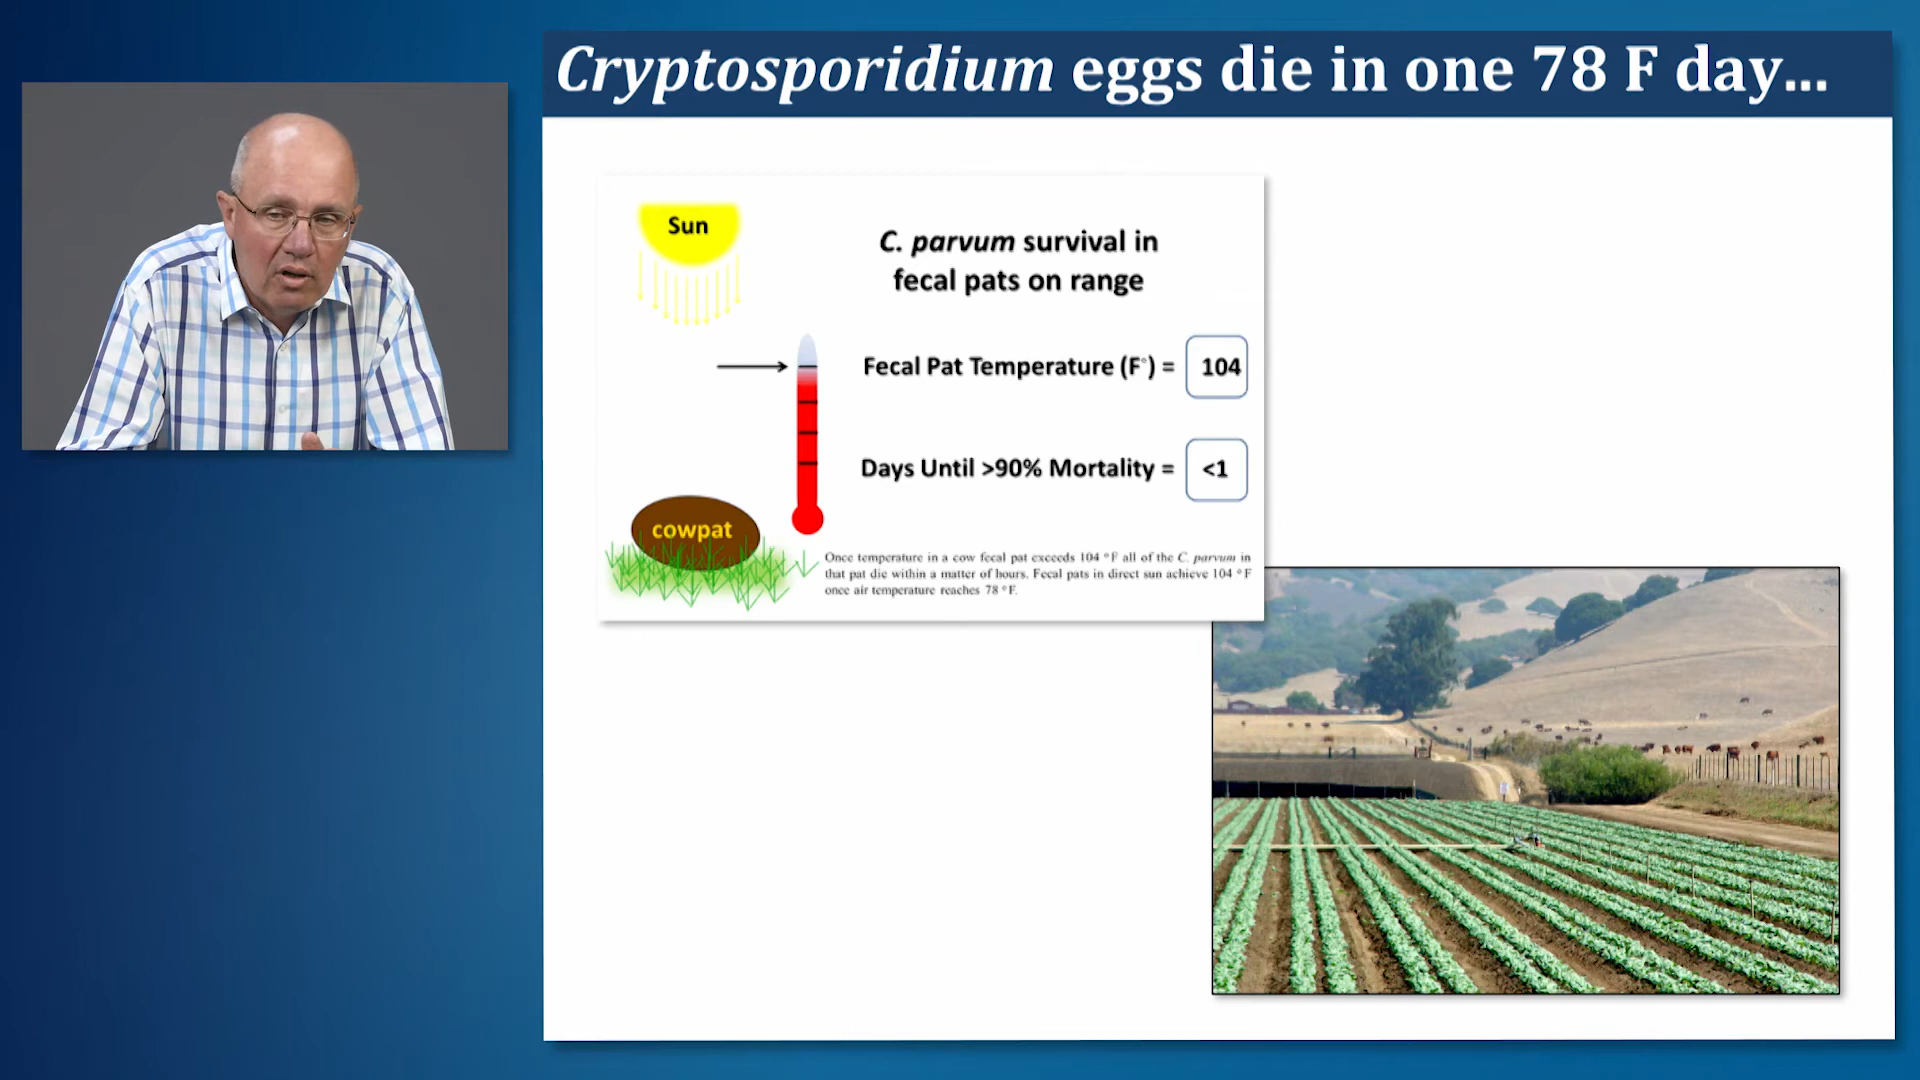 Cryptosporidium eggs die in one 78 F day...
Sun
C. parvum survival in
fecal pats on range
Fecal Pat Temperature (F°) = 104
Days Until >90% Mortality = <1
cowpat
Once temperature in a cow fecal pat exceeds 104 °F all of the C. parvum in
that pat die within a matter of hours. Fecal pats in direct sun achieve 104 °F
once air temperature reaches 78 °F.